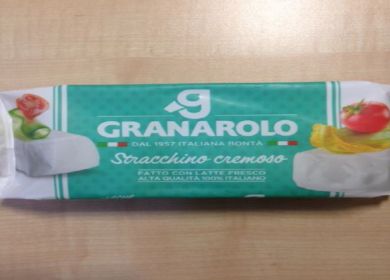 GRANAROLO
DAL 1957 ITALIANA BONTÀ
Stracchino cremoso
FATTO CON LATTE FRESCO
ALTA QUALITÀ 100% ITALIANO